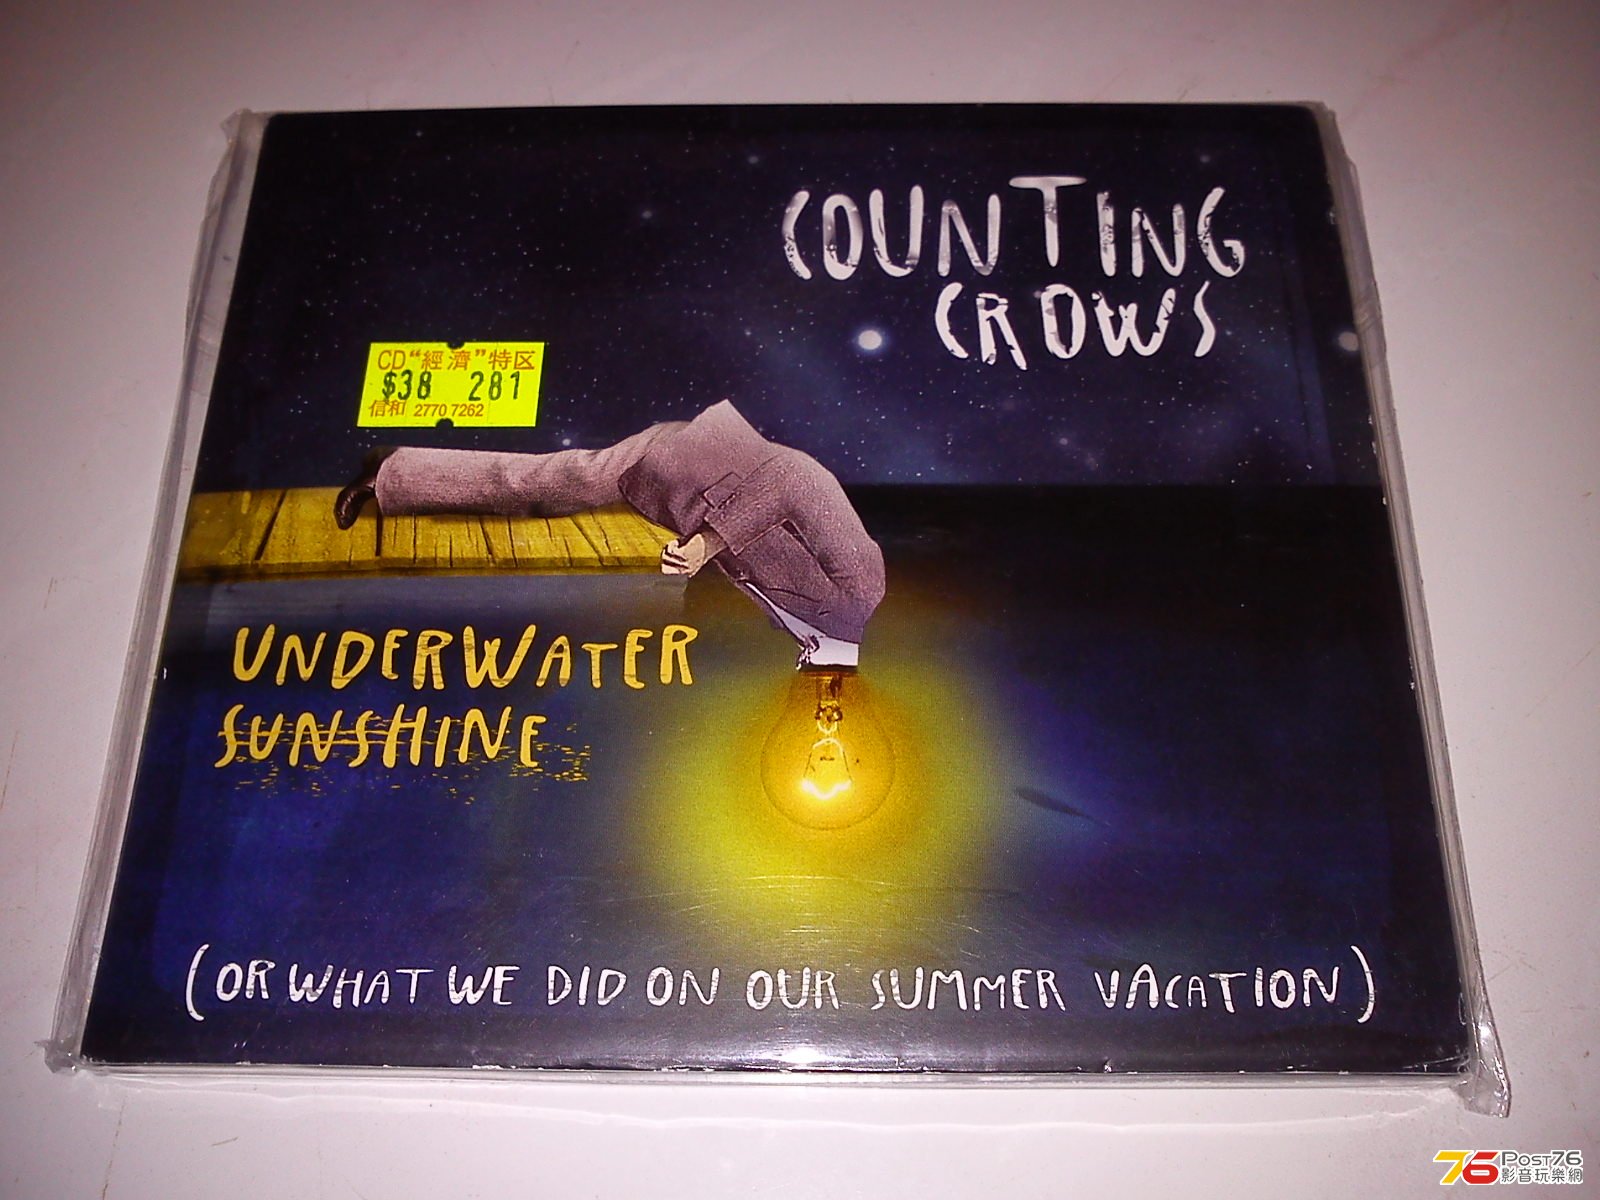 COUNTING
CROWS
CD“經濟”特区
$38 281
信和 2770 7262
UNDERWATER
SUNSHINE
(OR WHAT WE DID ON OUR SUMMER VACATION)
76 POST76
影音玩樂網